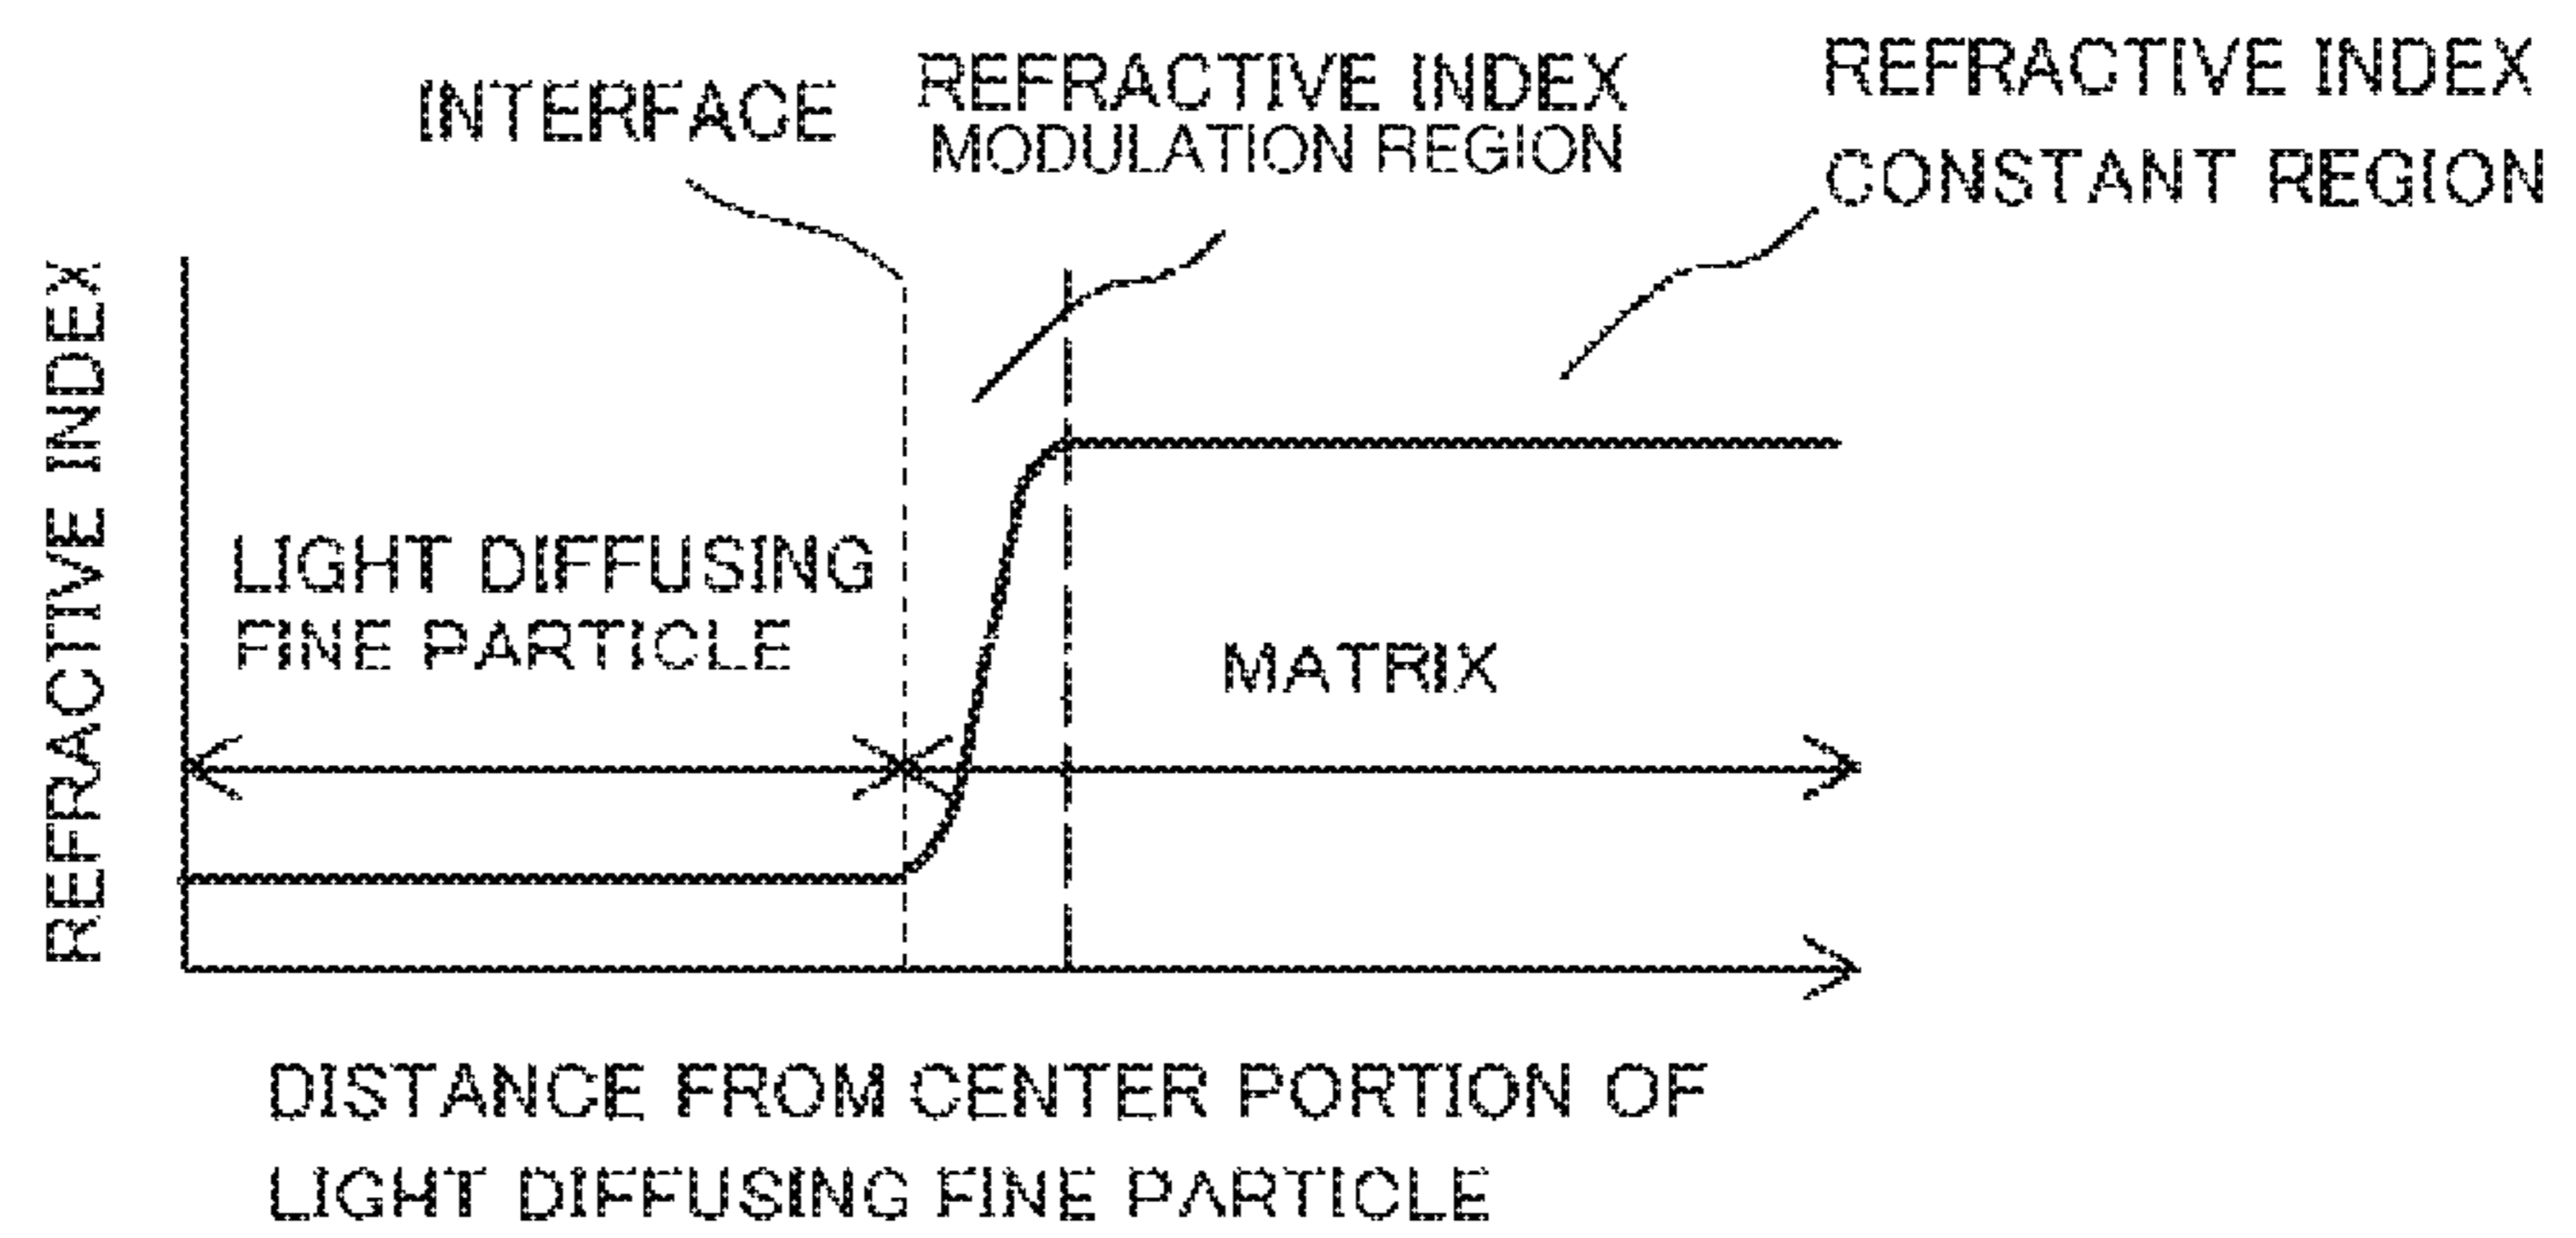 INTERFACE
REFRACTIVE INDEX
MODULATION REGION
REFRACTIVE INDEX
CONSTANT REGION
REFRACTIVE INDEX
LIGHT DIFFUSING
FINE PARTICLE
MATRIX
DISTANCE FROM CENTER PORTION OF
LIGHT DIFFUSING FINE PARTICLE